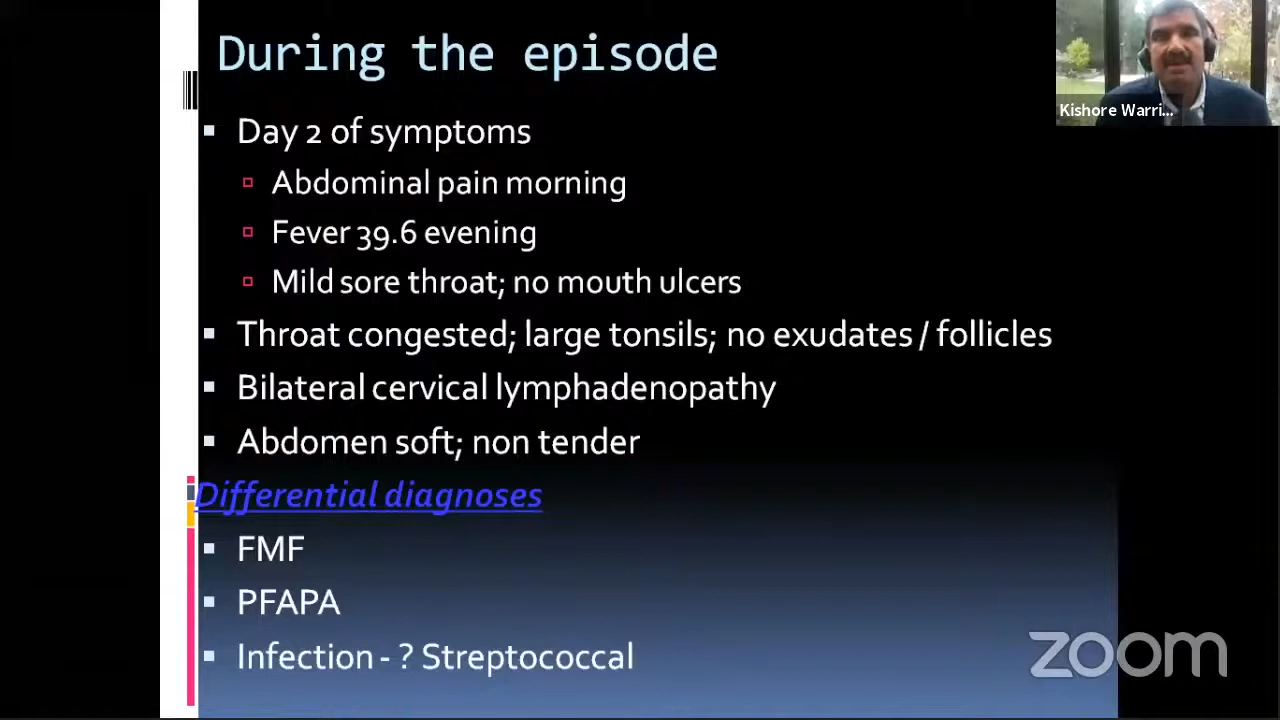 During the episode
Kishore Warri...
Day 2 of symptoms
Abdominal pain morning
Fever 39.6 evening
Mild sore throat; no mouth ulcers
Throat congested; large tonsils; no exudates / follicles
Bilateral cervical lymphadenopathy
Abdomen soft; non tender
Differential diagnoses
FMF
PFAPA
Infection - ? Streptococcal
zoom